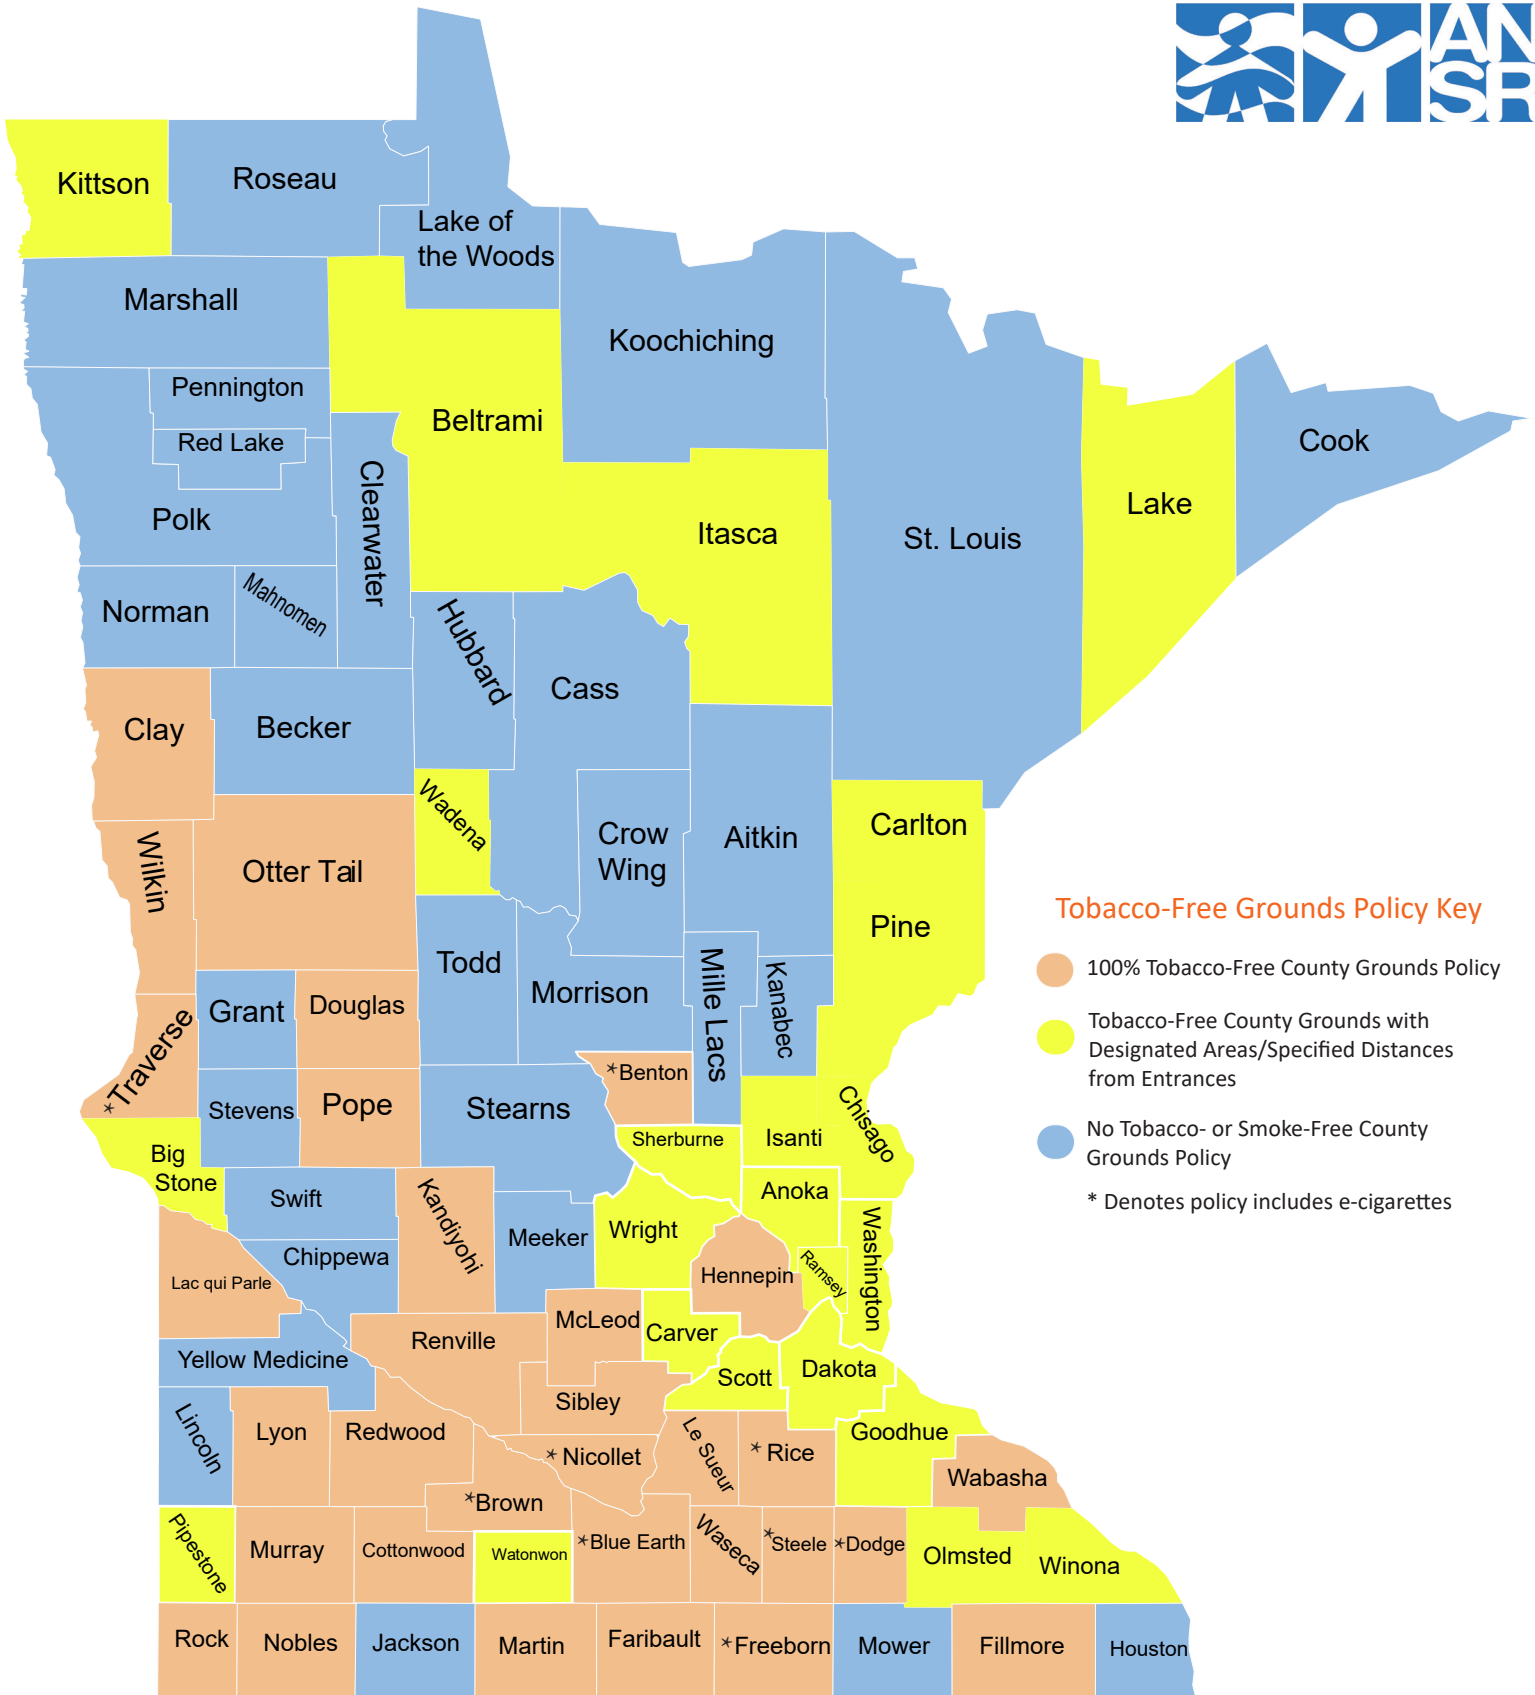 AN
SR
Kittson
Roseau
Lake of
the Woods
Marshall
Koochiching
Pennington
Beltrami
Red Lake
Cook
Clearwater
Lake
Polk
Itasca
St. Louis
Norman
Mahnomen
Hubbard
Cass
Clay
Becker
Wadena
Carlton
Crow
Wing
Aitkin
Wilkin
Otter Tail
Pine
Tobacco-Free Grounds Policy Key
100% Tobacco-Free County Grounds Policy
Tobacco-Free County Grounds with
Designated Areas/Specified Distances
from Entrances
No Tobacco- or Smoke-Free County
Grounds Policy
* Denotes policy includes e-cigarettes
Todd
Morrison
Mille Lacs
Kanabec
Grant
Douglas
*Traverse
*Benton
Stevens
Pope
Stearns
Chisago
Sherburne
Isanti
Big
Stone
Swift
Kandiyohi
Anoka
Wright
Meeker
Washington
Chippewa
Lac qui Parle
Hennepin
Ramsey
McLeod
Carver
Renville
Yellow Medicine
Scott
Dakota
Sibley
Lincoln
Lyon
Redwood
Goodhue
* Nicollet
Le Sueur
* Rice
Wabasha
*Brown
Pipestone
Murray
Cottonwood
Watonwon
*Blue Earth
Waseca
*Steele
*Dodge
Olmsted
Winona
Rock
Nobles
Jackson
Martin
Faribault
*Freeborn
Mower
Fillmore
Houston